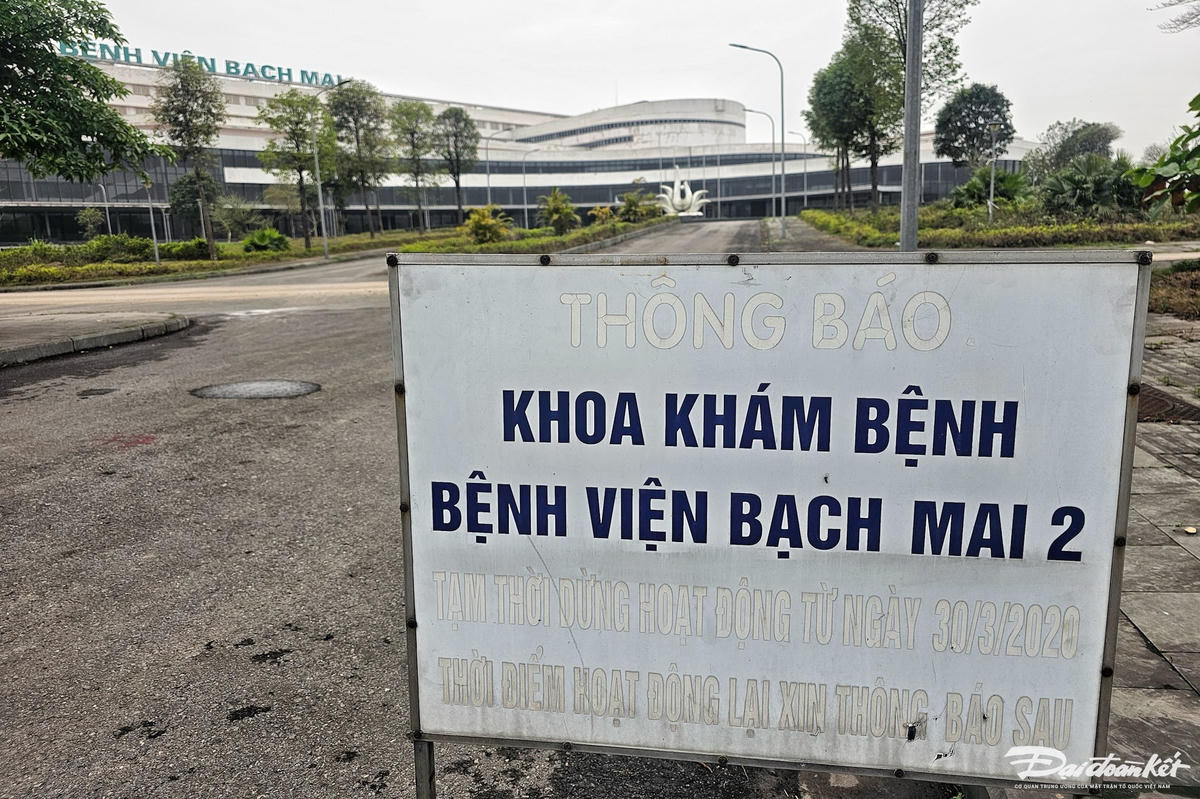 BỆNH VIỆN BẠCH MAI
THÔNG BÁO
KHOA KHÁM BỆNH
BỆNH VIỆN BẠCH MAI 2
TẠM THỜI DỪNG HOẠT ĐỘNG TỪ NGÀY 30/3/2020
THỜI ĐIỂM HOẠT ĐỘNG LẠI XIN THÔNG BÁO SAU
Đại đoàn kết
CƠ QUAN TRUNG ƯƠNG CỦA MẶT TRẬN TỔ QUỐC VIỆT NAM